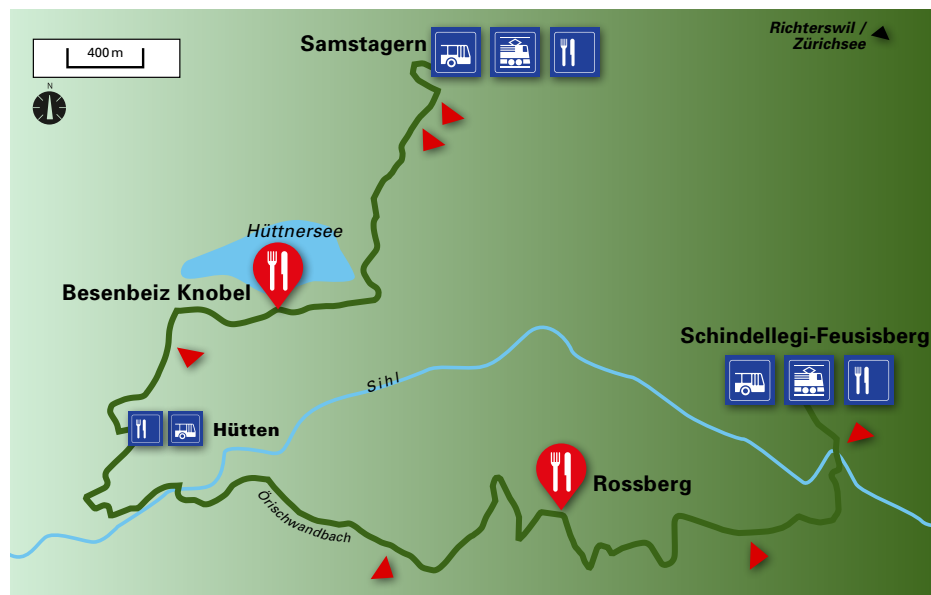 Samstagern
Richterswil /
Zürichsee
400 m
N
Hüttnersee
Besenbeiz Knobel
Schindellegi-Feusisberg
Sihl
Hütten
Rossberg
Örischwandbach